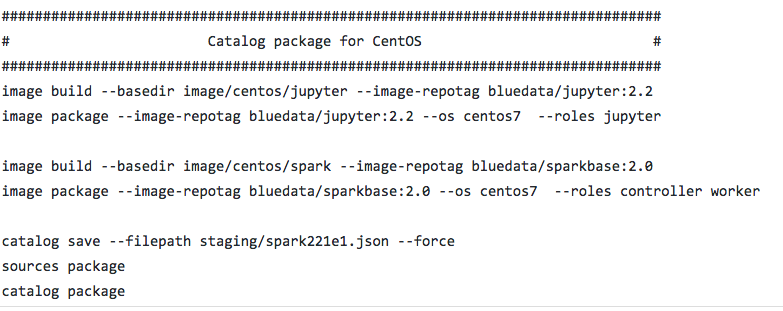 ################################################################################
#                        Catalog package for CentOS                            #
################################################################################
image build --basedir image/centos/jupyter --image-repotag bluedata/jupyter:2.2
image package --image-repotag bluedata/jupyter:2.2 --os centos7  --roles jupyter

image build --basedir image/centos/spark --image-repotag bluedata/sparkbase:2.0
image package --image-repotag bluedata/sparkbase:2.0 --os centos7  --roles controller worker

catalog save --filepath staging/spark221e1.json --force
sources package
catalog package